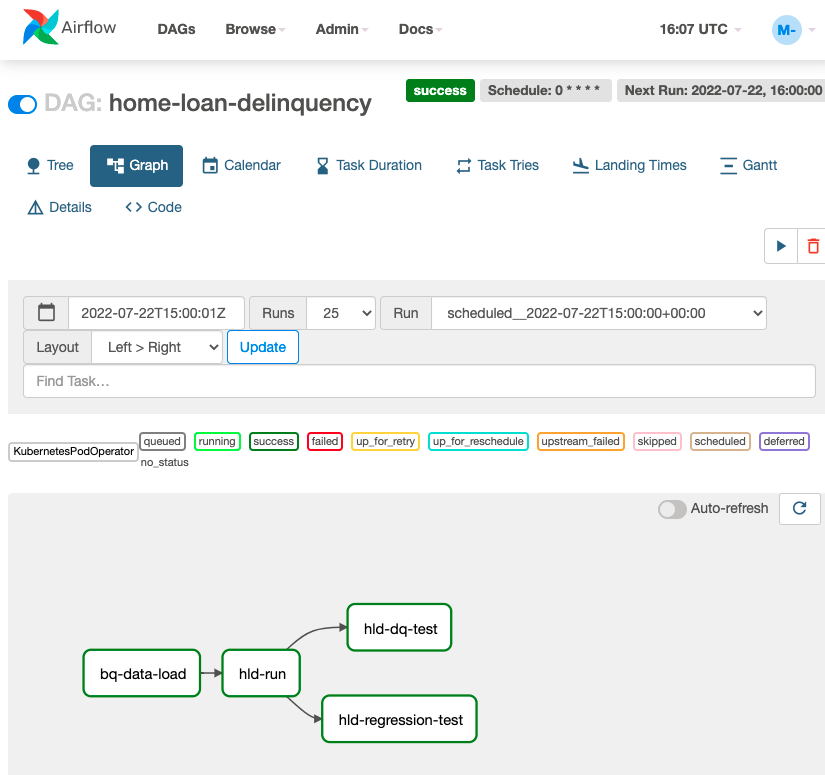 Airflow DAGs Browse Admin Docs 16:07 UTC M-
DAG: home-loan-delinquency success Schedule: 0 * * * * Next Run: 2022-07-22, 16:00:00
Tree Graph Calendar Task Duration Task Tries Landing Times Gantt
Details <> Code
2022-07-22T15:00:01Z Runs 25 Run scheduled__2022-07-22T15:00:00+00:00
Layout Left > Right Update
Find Task…
KubernetesPodOperator queued running success failed up_for_retry up_for_reschedule upstream_failed skipped scheduled deferred
no_status
Auto-refresh
hld-dq-test
bq-data-load hld-run
hld-regression-test